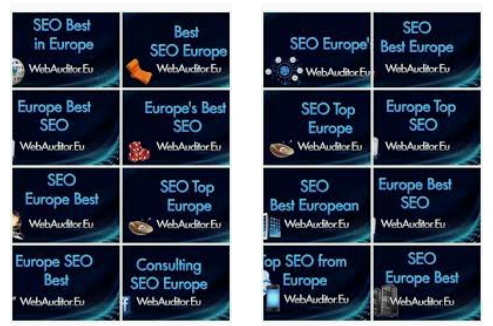 SEO Best
in Europe
WebAuditor.Eu
Best
SEO Europe
WebAuditor.Eu
Europe Best
SEO
WebAuditor.Eu
Europe's Best
SEO
WebAuditor.Eu
SEO
Europe Best
WebAuditor.Eu
SEO Top
Europe
WebAuditor.Eu
Europe SEO
Best
WebAuditor.Eu
Consulting
SEO Europe
WebAuditor.Eu
SEO Europe'
WebAuditor.Eu
SEO
Best Europe
WebAuditor.Eu
SEO Top
Europe
WebAuditor.Eu
Europe Top
SEO
WebAuditor.Eu
SEO
Best European
WebAuditor.Eu
Europe Best
SEO
WebAuditor.Eu
op SEO from
Europe
WebAuditor.Eu
SEO
Europe Best
WebAuditor.Eu